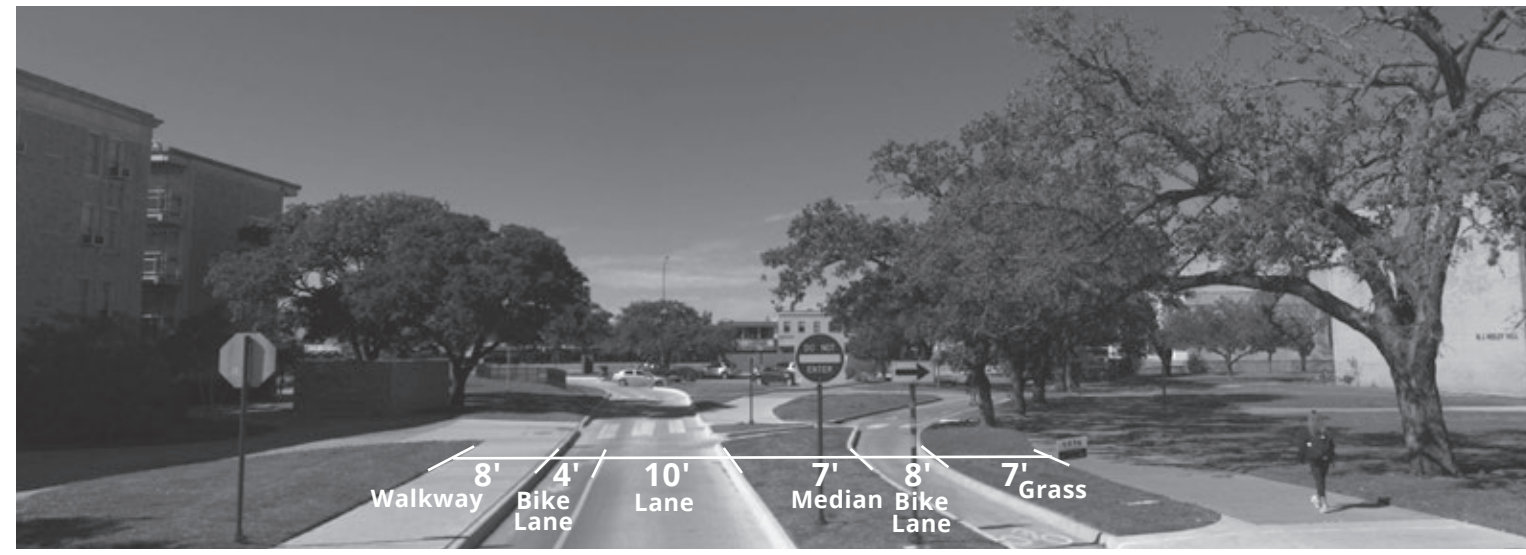 DO NOT
ENTER
8'
4'
10'
7'
8'
7'
Walkway
Bike
Lane
Lane
Median
Bike
Lane
Grass